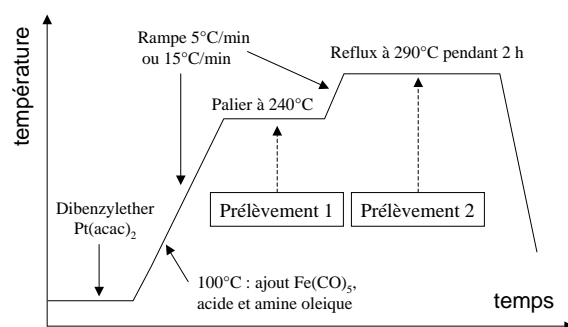 température
Rampe 5°C/min
ou 15°C/min
Reflux à 290°C pendant 2 h
Palier à 240°C
Dibenzylether
Pt(acac)₂
Prélèvement 1
Prélèvement 2
100°C : ajout Fe(CO)₅,
acide et amine oleique
temps